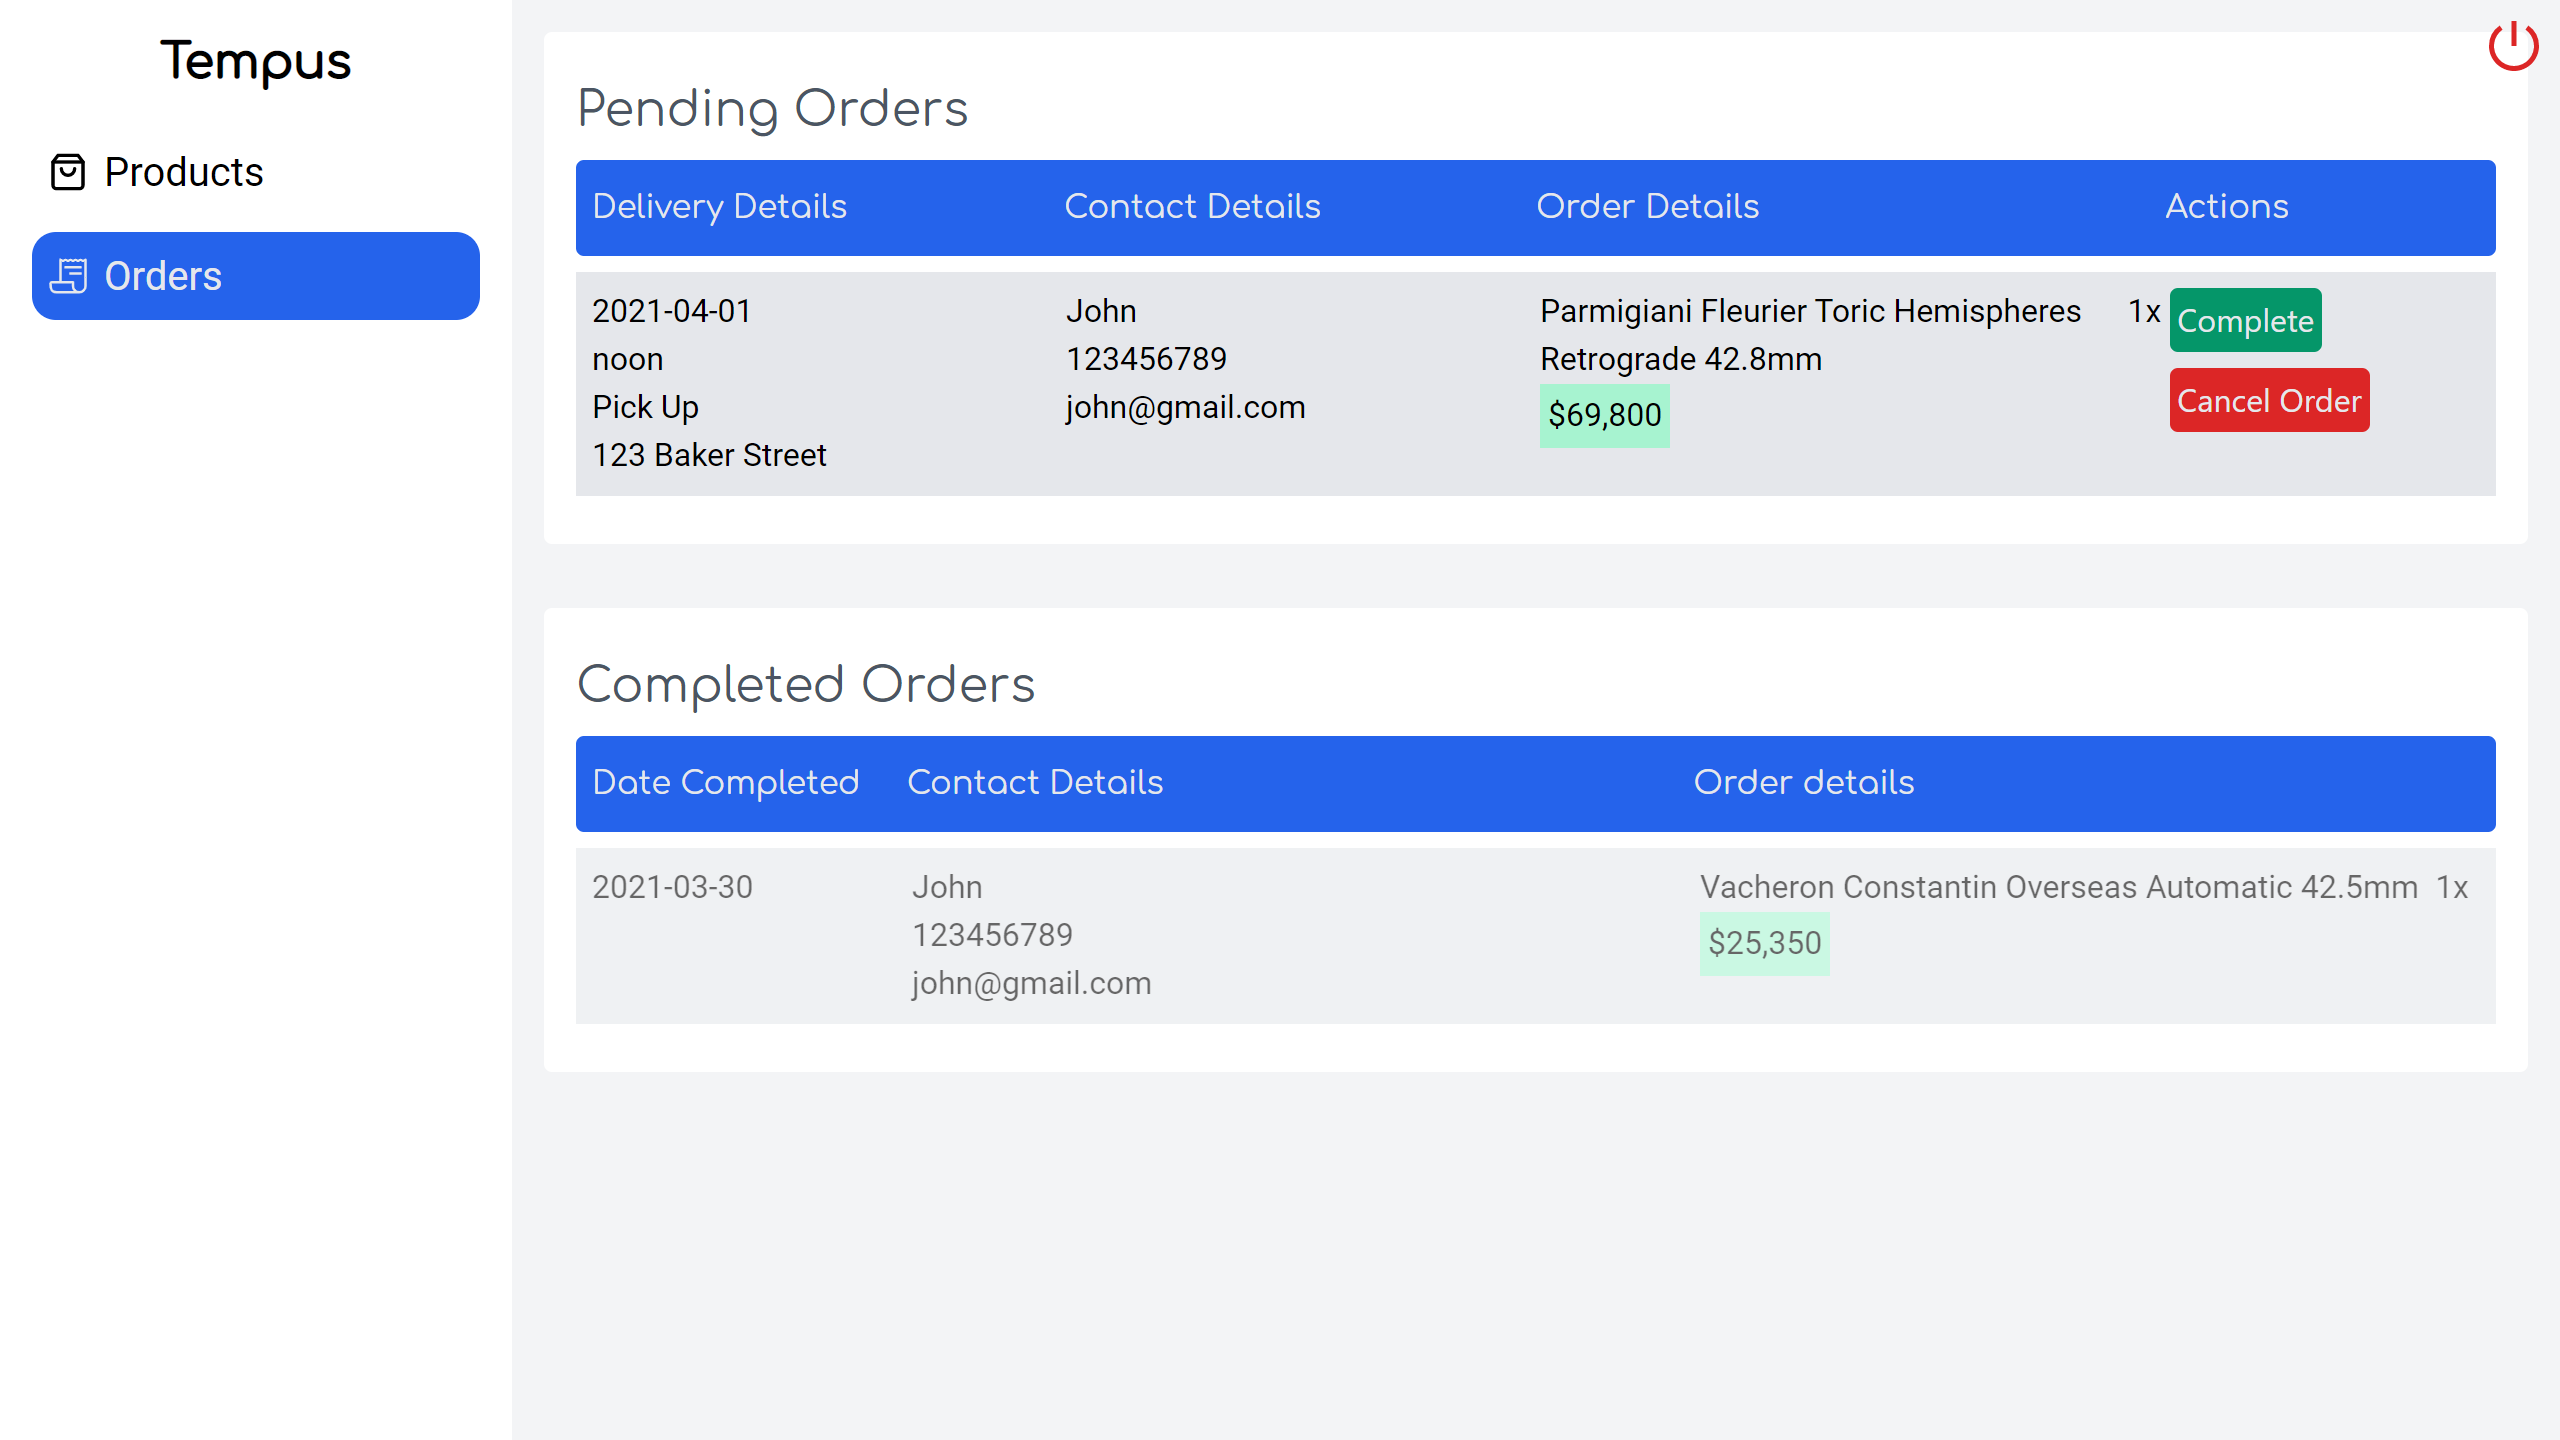 Tempus
Products
Orders
Pending Orders
Delivery Details Contact Details Order Details Actions
2021-04-01 John Parmigiani Fleurier Toric Hemispheres 1x Complete
noon 123456789 Retrograde 42.8mm
Pick Up john@gmail.com $69,800 Cancel Order
123 Baker Street
Completed Orders
Date Completed Contact Details Order details
2021-03-30 John Vacheron Constantin Overseas Automatic 42.5mm 1x
123456789 $25,350
john@gmail.com